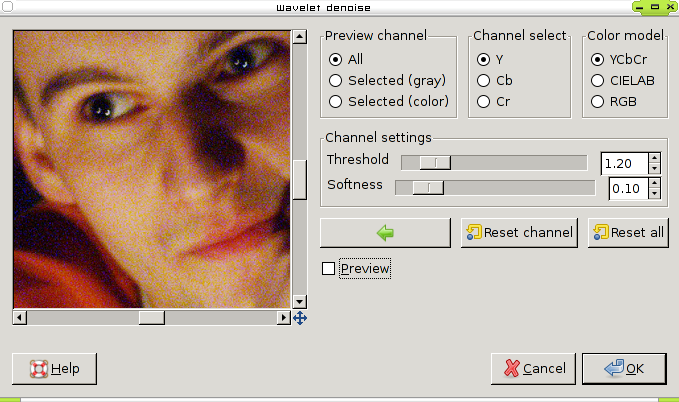 Wavelet denoise
Preview channel
All
Selected (gray)
Selected (color)
Channel select
Y
Cb
Cr
Color model
YCbCr
CIELAB
RGB
Channel settings
Threshold 1.20
Softness 0.10
Reset channel Reset all
Preview
Help Cancel OK